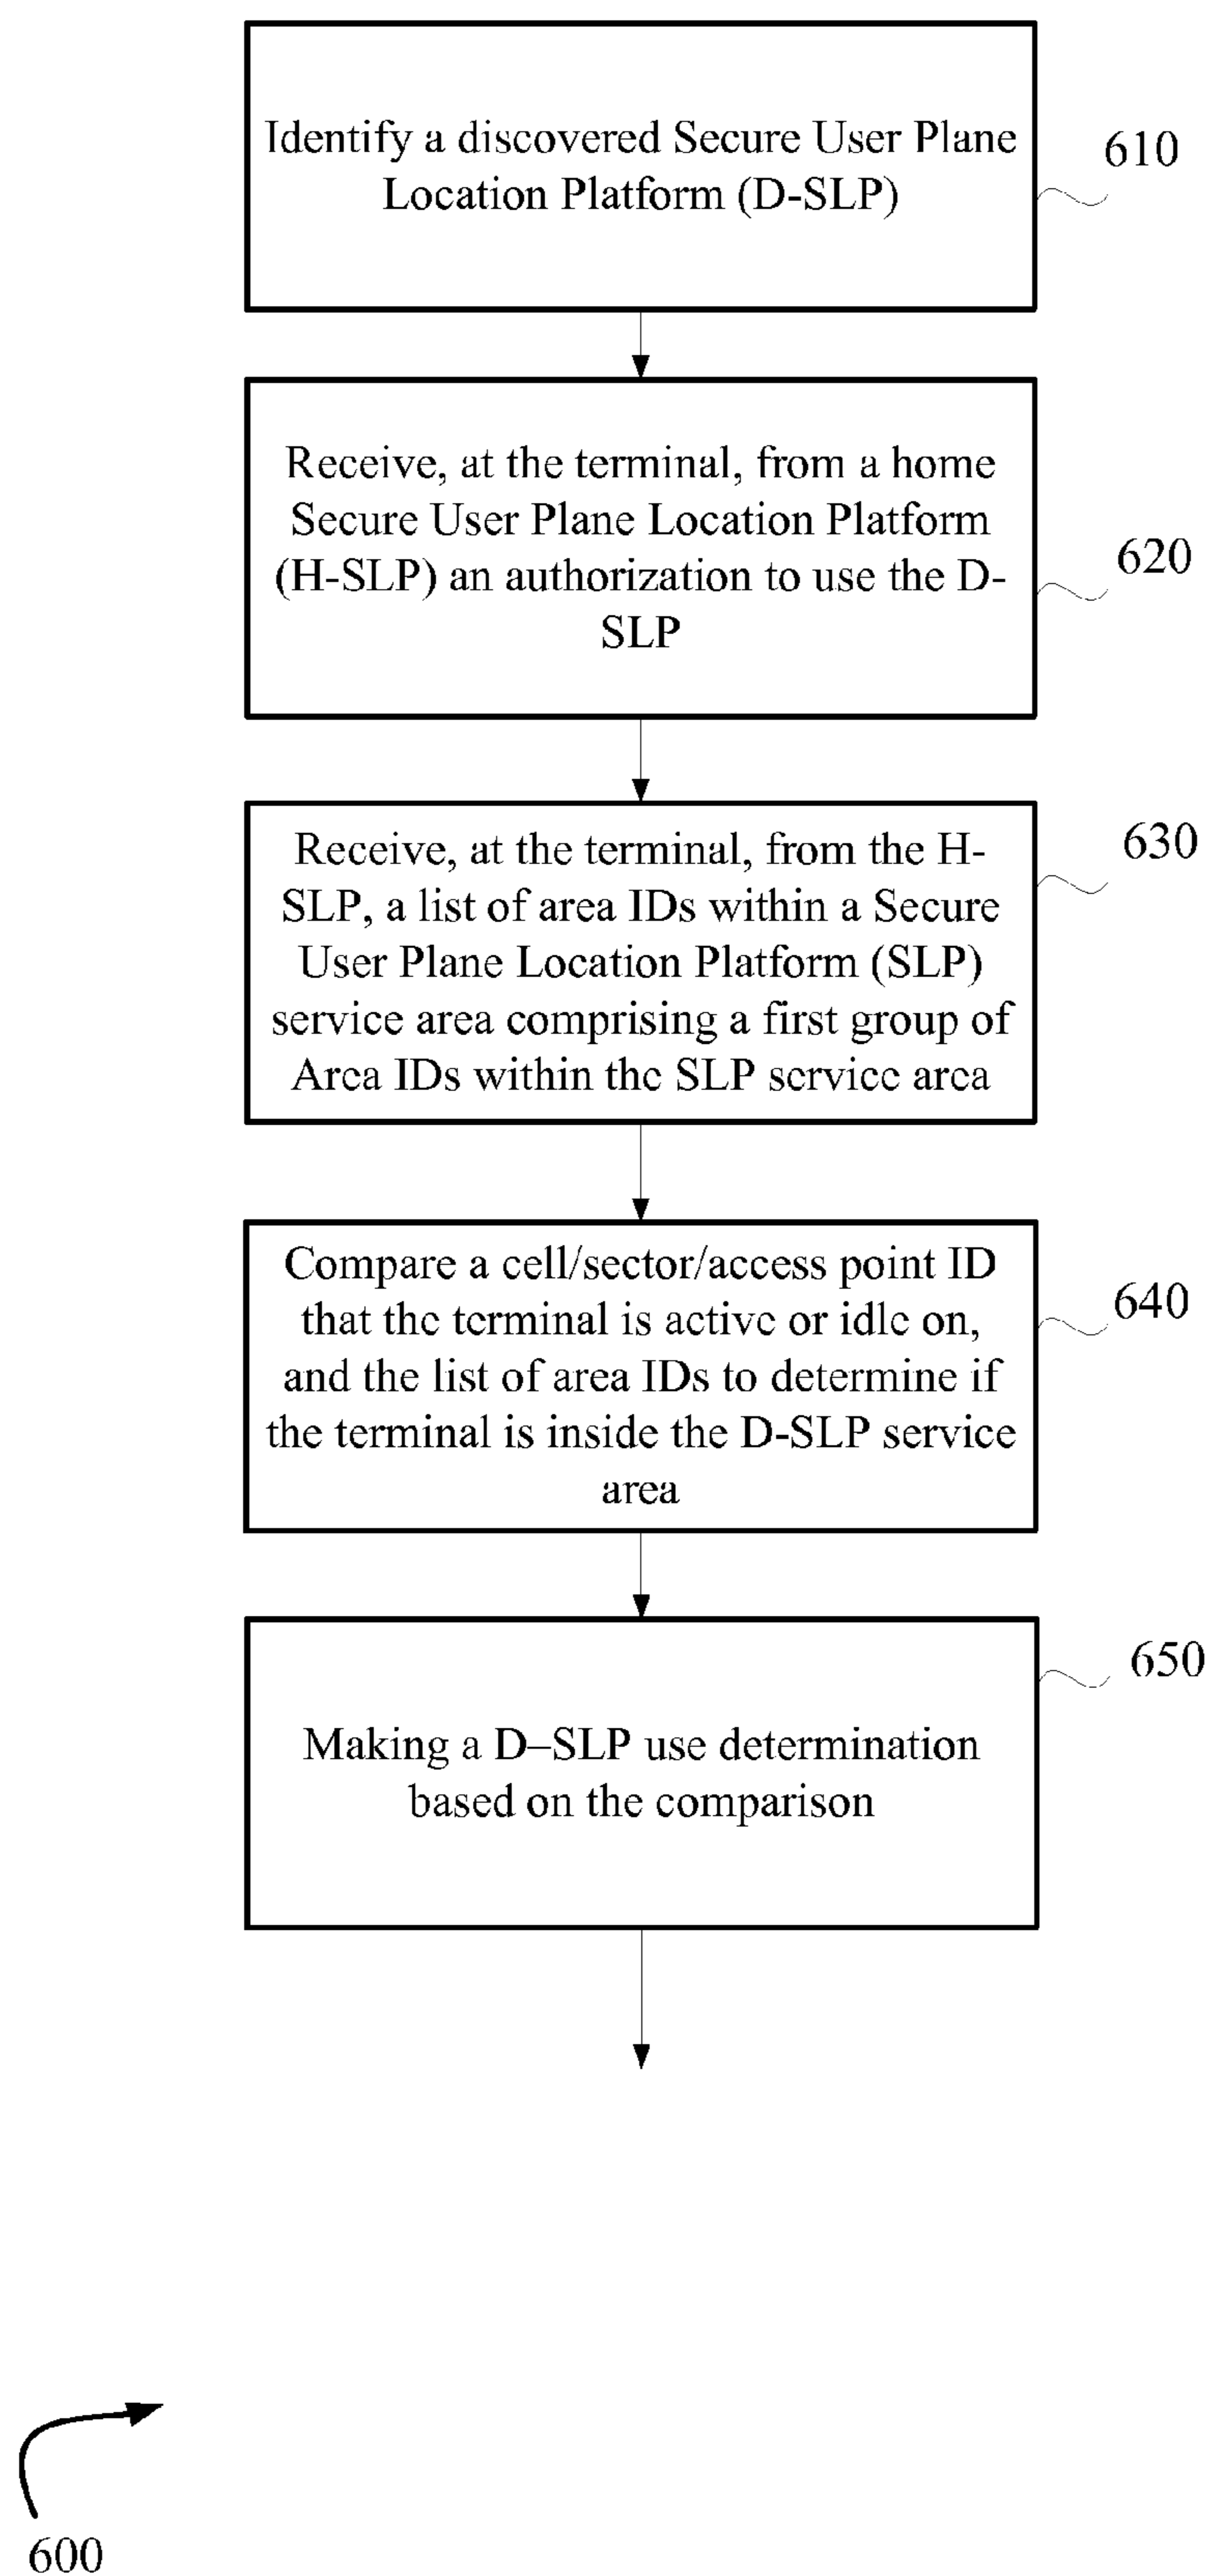 Identify a discovered Secure User Plane
Location Platform (D-SLP)
610
Receive, at the terminal, from a home
Secure User Plane Location Platform
(H-SLP) an authorization to use the D-
SLP
620
Receive, at the terminal, from the H-
SLP, a list of area IDs within a Secure
User Plane Location Platform (SLP)
service area comprising a first group of
Area IDs within the SLP service area
630
Compare a cell/sector/access point ID
that the terminal is active or idle on,
and the list of area IDs to determine if
the terminal is inside the D-SLP service
area
640
Making a D–SLP use determination
based on the comparison
650
600